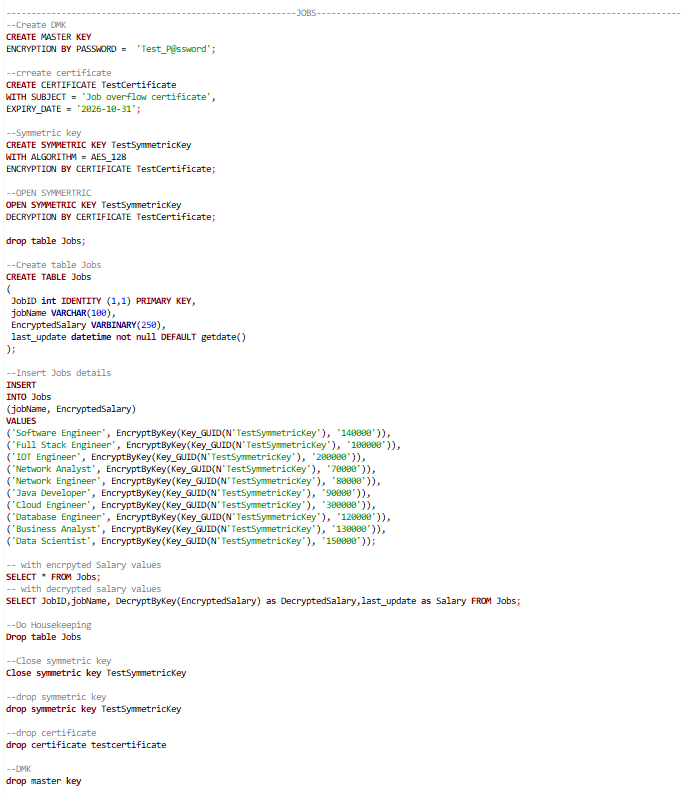 --------------------------------------------------------JOBS--------------------------------------------------------
--Create DMK
CREATE MASTER KEY
ENCRYPTION BY PASSWORD =  'Test_P@ssword';
--crreate certificate
CREATE CERTIFICATE TestCertificate
WITH SUBJECT = 'Job overflow certificate',
EXPIRY_DATE = '2026-10-31';
--Symmetric key
CREATE SYMMETRIC KEY TestSymmetricKey
WITH ALGORITHM = AES_128
ENCRYPTION BY CERTIFICATE TestCertificate;
--OPEN SYMMERTRIC
OPEN SYMMETRIC KEY TestSymmetricKey
DECRYPTION BY CERTIFICATE TestCertificate;
drop table Jobs;
--Create table Jobs
CREATE TABLE Jobs
(
 JobID int IDENTITY (1,1) PRIMARY KEY,
 jobName VARCHAR(100),
 EncryptedSalary VARBINARY(250),
 last_update datetime not null DEFAULT getdate()
);
--Insert Jobs details
INSERT
INTO Jobs
(jobName, EncryptedSalary)
VALUES
('Software Engineer', EncryptByKey(Key_GUID(N'TestSymmetricKey'), '140000')),
('Full Stack Engineer', EncryptByKey(Key_GUID(N'TestSymmetricKey'), '100000')),
('IOT Engineer', EncryptByKey(Key_GUID(N'TestSymmetricKey'), '200000')),
('Network Analyst', EncryptByKey(Key_GUID(N'TestSymmetricKey'), '70000')),
('Network Engineer', EncryptByKey(Key_GUID(N'TestSymmetricKey'), '80000')),
('Java Developer', EncryptByKey(Key_GUID(N'TestSymmetricKey'), '90000')),
('Cloud Engineer', EncryptByKey(Key_GUID(N'TestSymmetricKey'), '300000')),
('Database Engineer', EncryptByKey(Key_GUID(N'TestSymmetricKey'), '120000')),
('Business Analyst', EncryptByKey(Key_GUID(N'TestSymmetricKey'), '130000')),
('Data Scientist', EncryptByKey(Key_GUID(N'TestSymmetricKey'), '150000'));
-- with encrpyted Salary values
SELECT * FROM Jobs;
-- with decrypted salary values
SELECT JobID,jobName, DecryptByKey(EncryptedSalary) as DecryptedSalary,last_update as Salary FROM Jobs;
--Do Housekeeping
Drop table Jobs
--Close symmetric key
Close symmetric key TestSymmetricKey
--drop symmetric key
drop symmetric key TestSymmetricKey
--drop certificate
drop certificate testcertificate
--DMK
drop master key